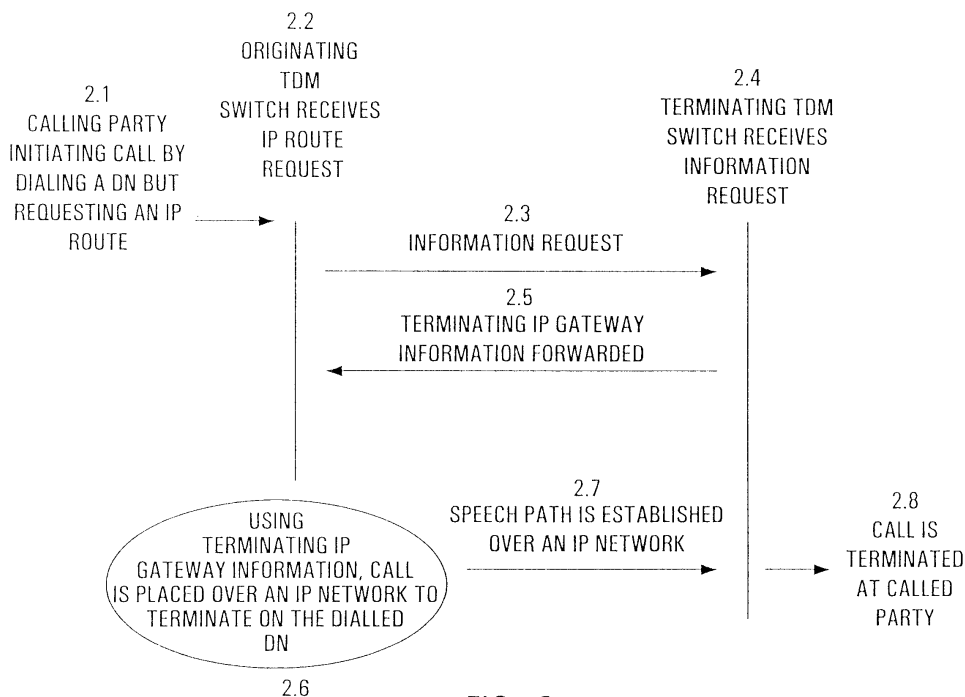 2.1
CALLING PARTY
INITIATING CALL BY
DIALING A DN BUT
REQUESTING AN IP
ROUTE
2.2
ORIGINATING
TDM
SWITCH RECEIVES
IP ROUTE
REQUEST
2.3
INFORMATION REQUEST
2.4
TERMINATING TDM
SWITCH RECEIVES
INFORMATION
REQUEST
2.5
TERMINATING IP GATEWAY
INFORMATION FORWARDED
USING
TERMINATING IP
GATEWAY INFORMATION, CALL
IS PLACED OVER AN IP NETWORK TO
TERMINATE ON THE DIALLED
DN
2.6
2.7
SPEECH PATH IS ESTABLISHED
OVER AN IP NETWORK
2.8
CALL IS
TERMINATED
AT CALLED
PARTY